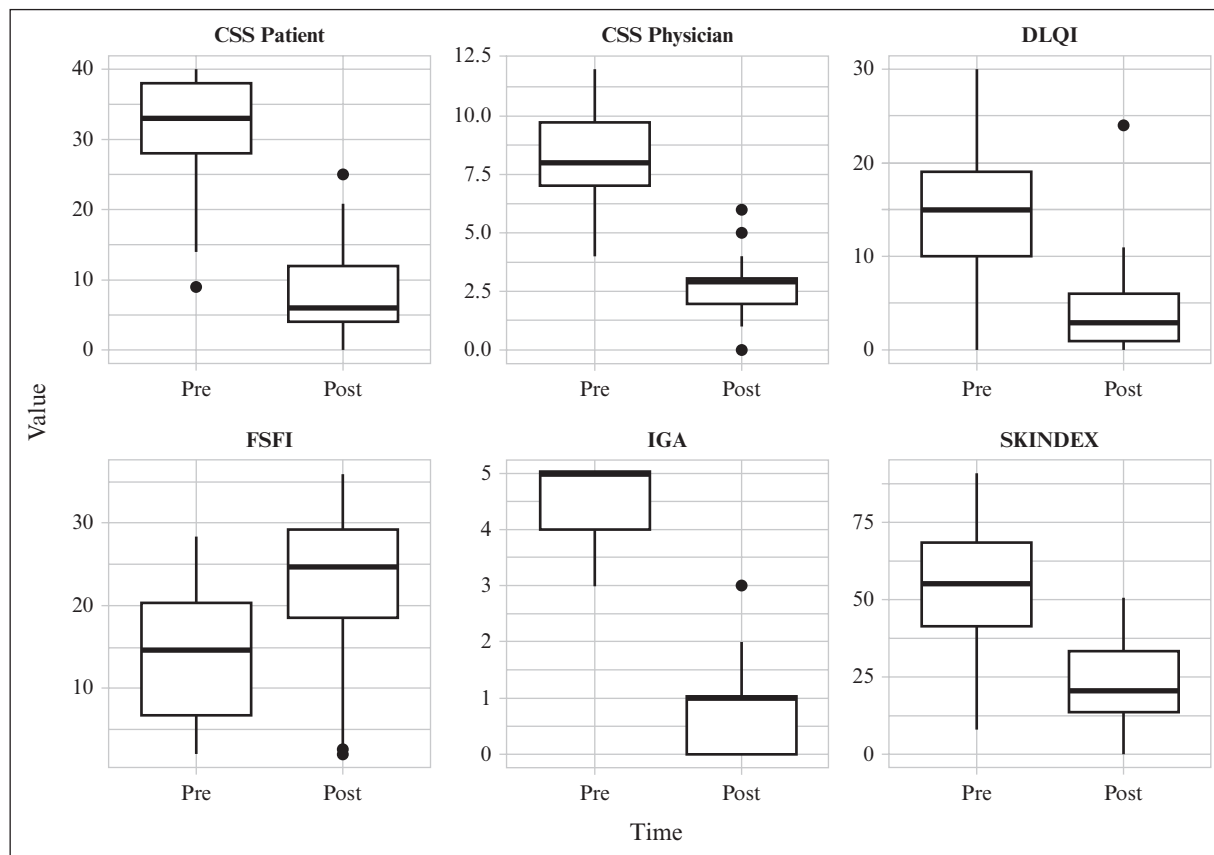 CSS Patient
CSS Physician
DLQI
40
30
20
10
0
Pre Post
12.5
10.0
7.5
5.0
2.5
0.0
Pre Post
30
20
10
0
Pre Post
Value
FSFI
IGA
SKINDEX
30
20
10
Pre Post
5
4
3
2
1
0
Pre Post
75
50
25
0
Pre Post
Time